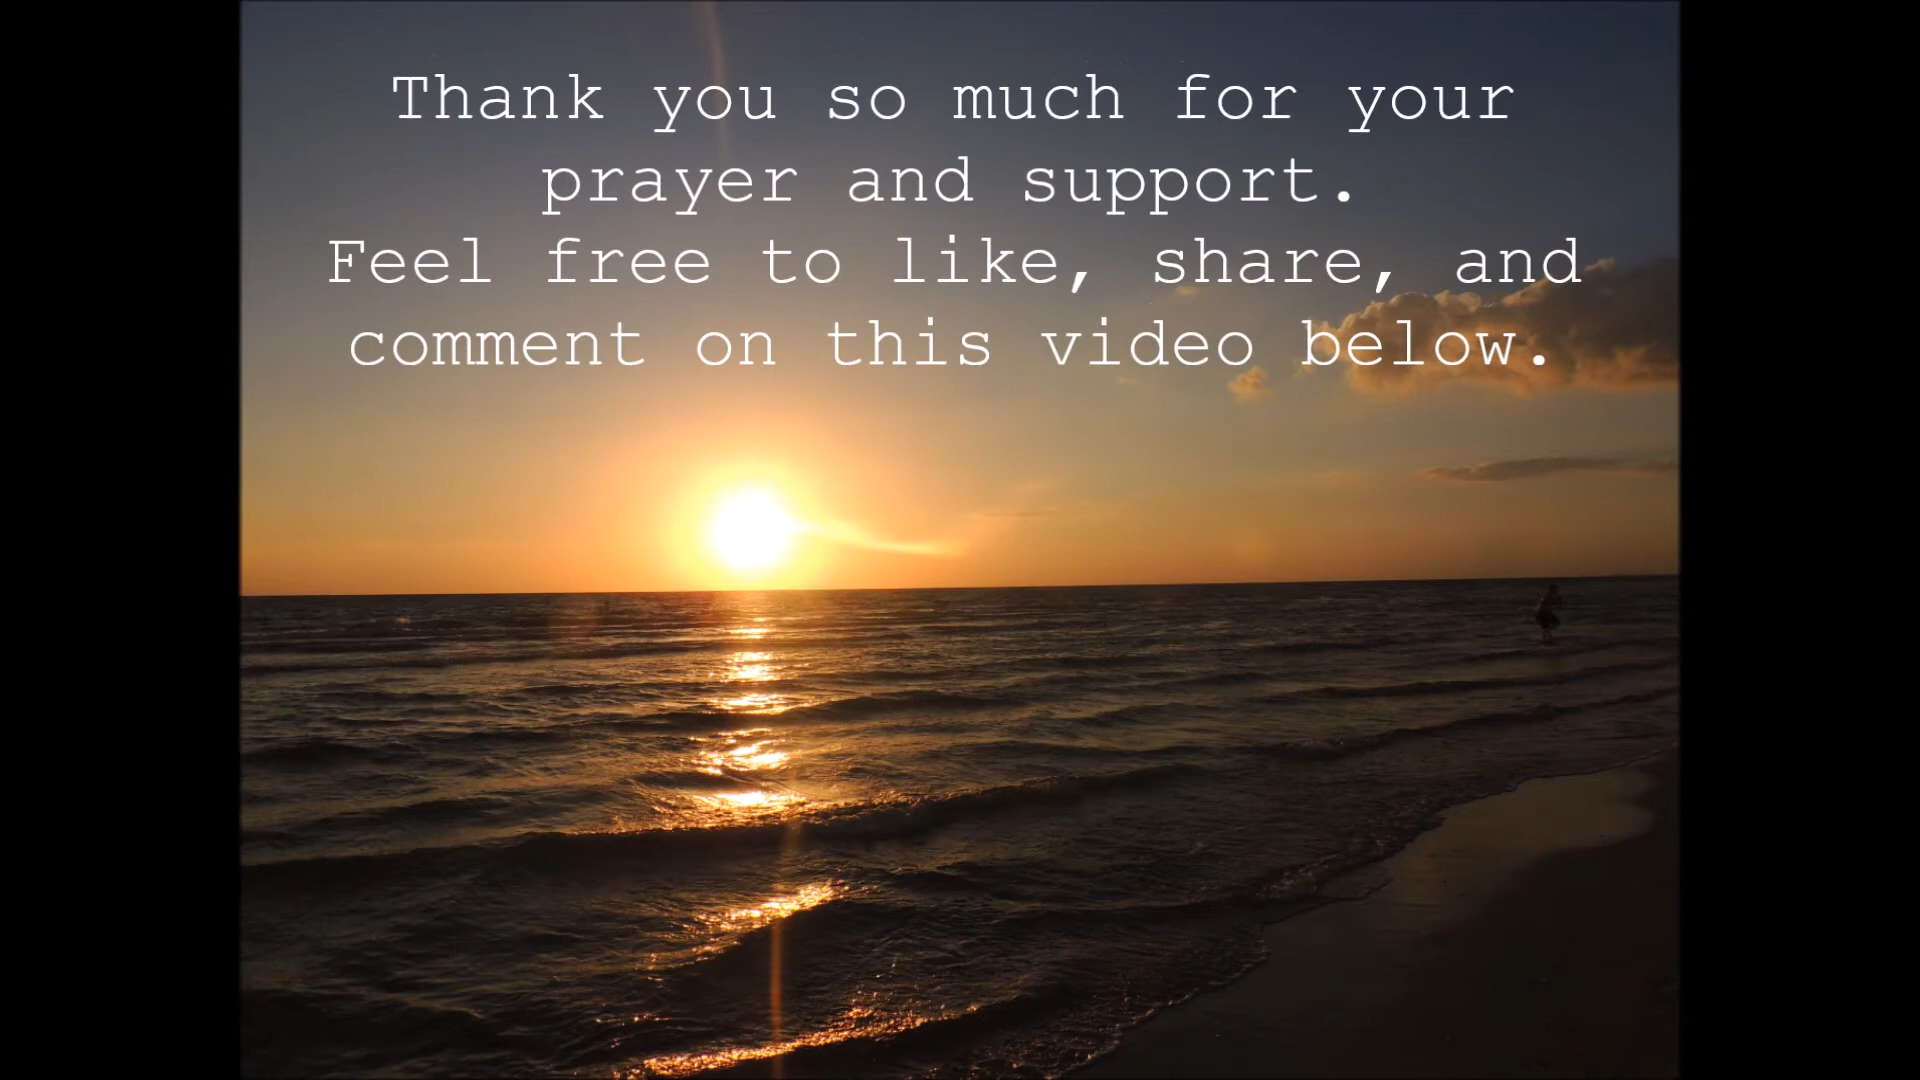 Thank you so much for your
prayer and support.
Feel free to like, share, and
comment on this video below.